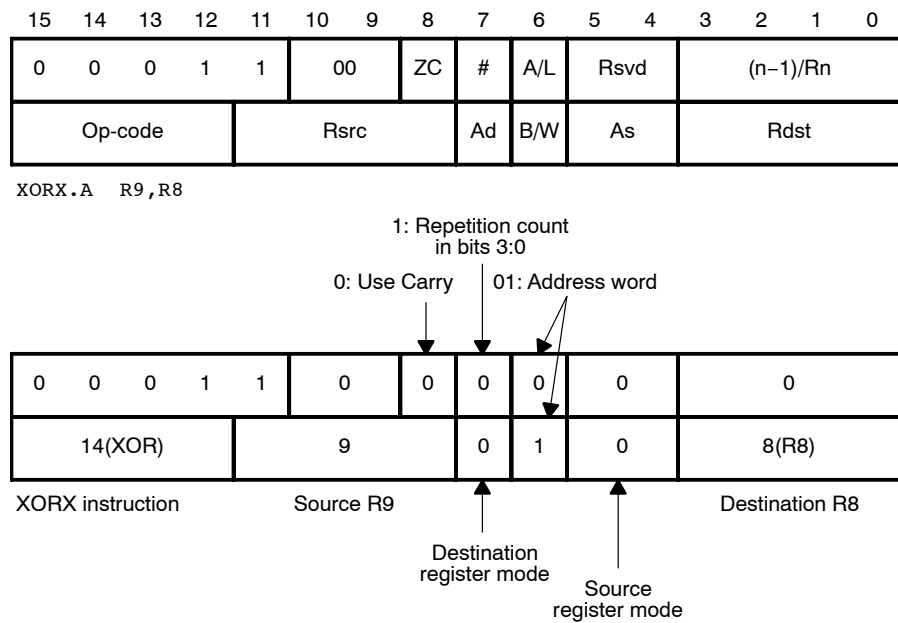 15 14 13 12 11 10 9 8 7 6 5 4 3 2 1 0
0 0 0 1 1 00 ZC # A/L Rsvd (n−1)/Rn
Op-code Rsrc Ad B/W As Rdst
XORX.A R9,R8
1: Repetition count
in bits 3:0
0: Use Carry 01: Address word
0 0 0 1 1 0 0 0 0 0 0
14(XOR) 9 0 1 0 8(R8)
XORX instruction Source R9 Destination R8
Destination
register mode
Source
register mode